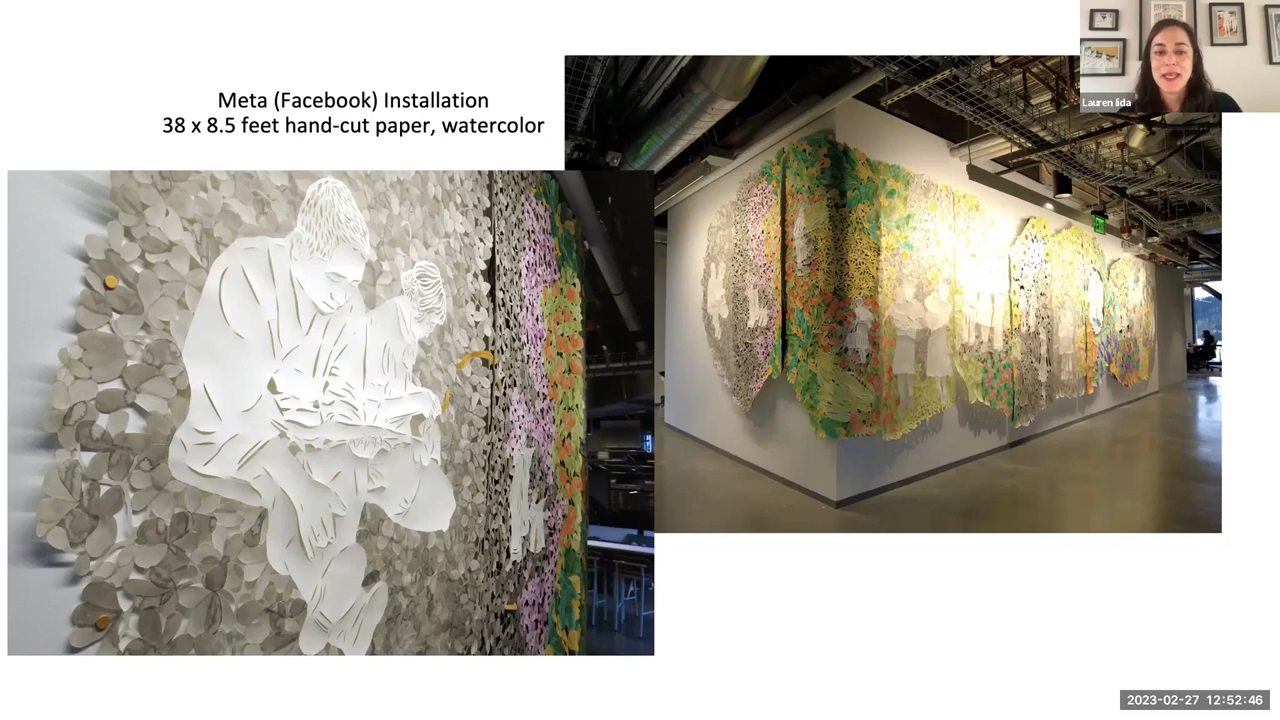 Meta (Facebook) Installation
38 x 8.5 feet hand-cut paper, watercolor
Lauren Iida
2023-02-27 12:52:46